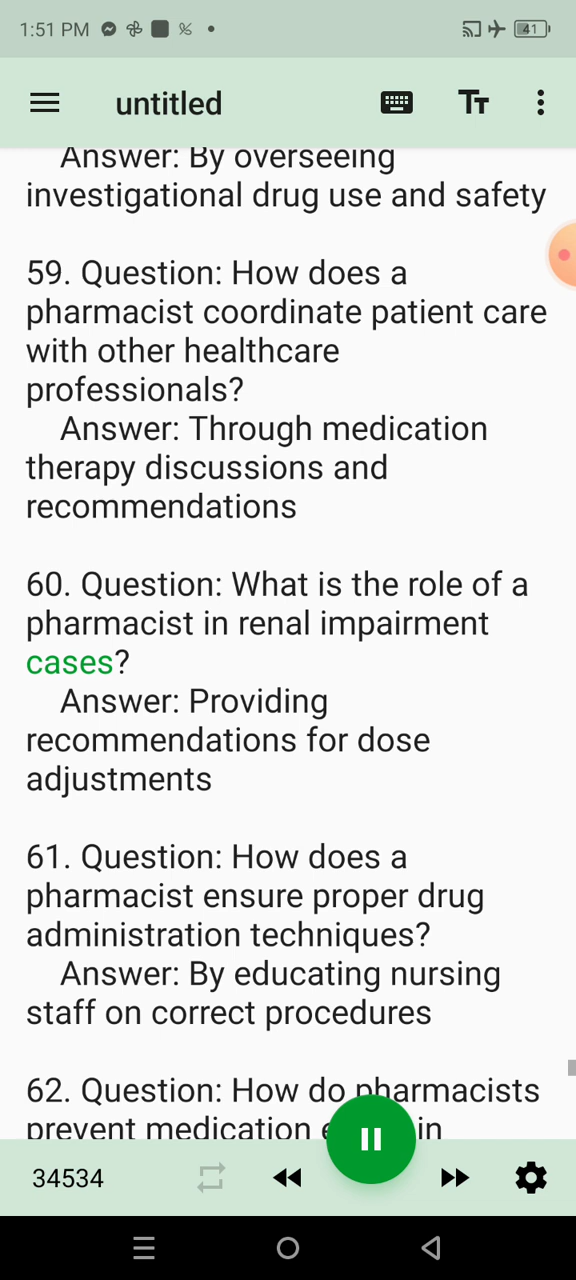 1:51 PM
41
untitled
Answer: By overseeing
investigational drug use and safety
59. Question: How does a
pharmacist coordinate patient care
with other healthcare
professionals?
Answer: Through medication
therapy discussions and
recommendations
60. Question: What is the role of a
pharmacist in renal impairment
cases?
Answer: Providing
recommendations for dose
adjustments
61. Question: How does a
pharmacist ensure proper drug
administration techniques?
Answer: By educating nursing
staff on correct procedures
62. Question: How do pharmacists
prevent medication in
34534